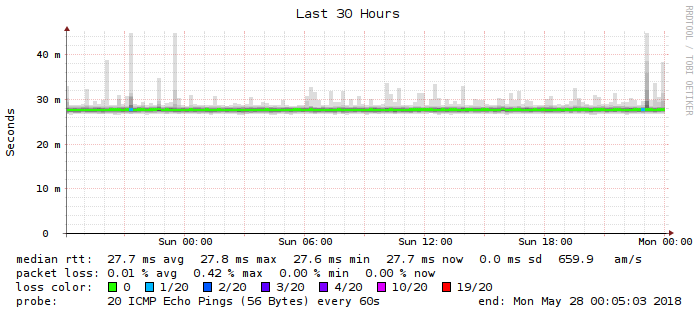 Last 30 Hours
RRDTOOL / TOBI OETIKER
Seconds
40 m
30 m
20 m
10 m
0
Sun 00:00 Sun 06:00 Sun 12:00 Sun 18:00 Mon 00:00
median rtt: 27.7 ms avg 27.8 ms max 27.6 ms min 27.7 ms now 0.0 ms sd 659.9 am/s
packet loss: 0.01 % avg 0.42 % max 0.00 % min 0.00 % now
loss color: 0 1/20 2/20 3/20 4/20 10/20 19/20
probe: 20 ICMP Echo Pings (56 Bytes) every 60s end: Mon May 28 00:05:03 2018